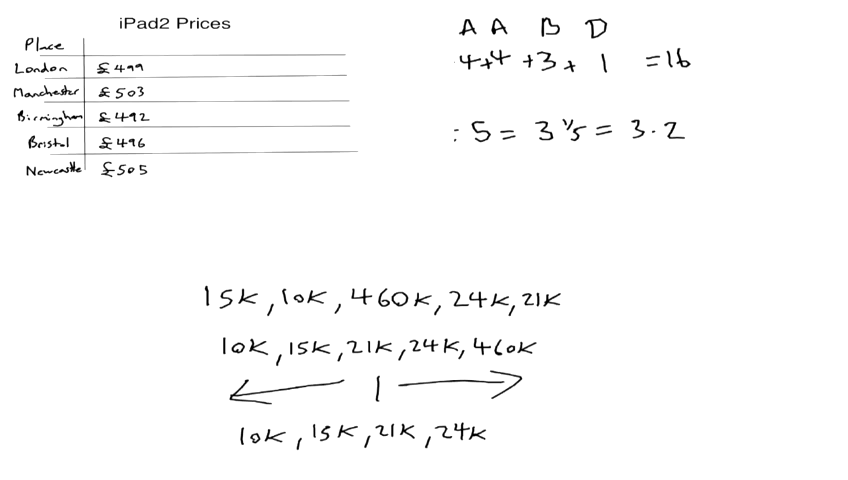 iPad2 Prices
Place
London £499
Manchester £503
Birmingham £492
Bristol £496
Newcastle £505
A A B D
4+4+3+1 =16
:5 = 3 1/5 = 3.2
15K, 10K, 460K, 24K, 21K
10K, 15K, 21K, 24K, 460K
10K, 15K, 21K, 24K